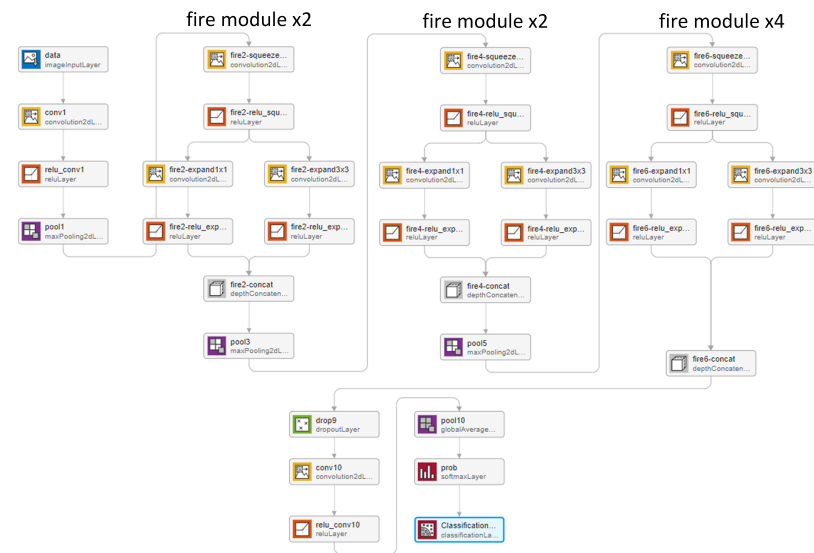 fire module x2
fire module x2
fire module x4
data
imageInputLayer
conv1
convolution2dL...
relu_conv1
reluLayer
pool1
maxPooling2dL...
fire2-squeeze...
convolution2dL...
fire2-relu_squ...
reluLayer
fire2-expand1x1
convolution2dL...
fire2-expand3x3
convolution2dL...
fire2-relu_exp...
reluLayer
fire2-relu_exp...
reluLayer
fire2-concat
depthConcaten...
pool3
maxPooling2dL...
fire4-squeeze...
convolution2dL...
fire4-relu_squ...
reluLayer
fire4-expand1x1
convolution2dL...
fire4-expand3x3
convolution2dL...
fire4-relu_exp...
reluLayer
fire4-relu_exp...
reluLayer
fire4-concat
depthConcaten...
pool5
maxPooling2dL...
fire6-squeeze...
convolution2dL...
fire6-relu_squ...
reluLayer
fire6-expand1x1
convolution2dL...
fire6-expand3x3
convolution2dL...
fire6-relu_exp...
reluLayer
fire6-relu_exp...
reluLayer
fire6-concat
depthConcaten...
drop9
dropoutLayer
conv10
convolution2dL...
relu_conv10
reluLayer
pool10
globalAverage...
prob
softmaxLayer
Classification...
classificationLa...